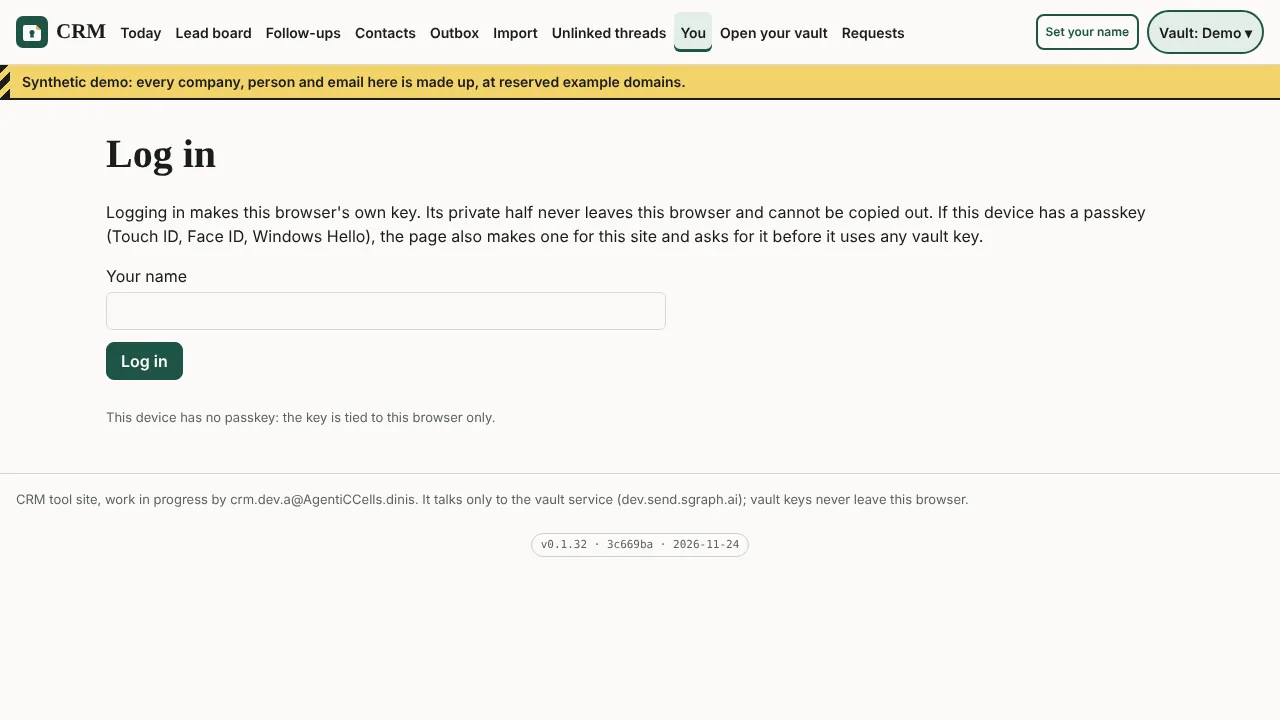 CRM
Today
Lead board
Follow-ups
Contacts
Outbox
Import
Unlinked threads
You
Open your vault
Requests
Set your name
Vault: Demo ▾
Synthetic demo: every company, person and email here is made up, at reserved example domains.
Log in
Logging in makes this browser's own key. Its private half never leaves this browser and cannot be copied out. If this device has a passkey
(Touch ID, Face ID, Windows Hello), the page also makes one for this site and asks for it before it uses any vault key.
Your name
Log in
This device has no passkey: the key is tied to this browser only.
CRM tool site, work in progress by crm.dev.a@AgentiCCells.dinis. It talks only to the vault service (dev.send.sgraph.ai); vault keys never leave this browser.
v0.1.32 · 3c669ba · 2026-11-24